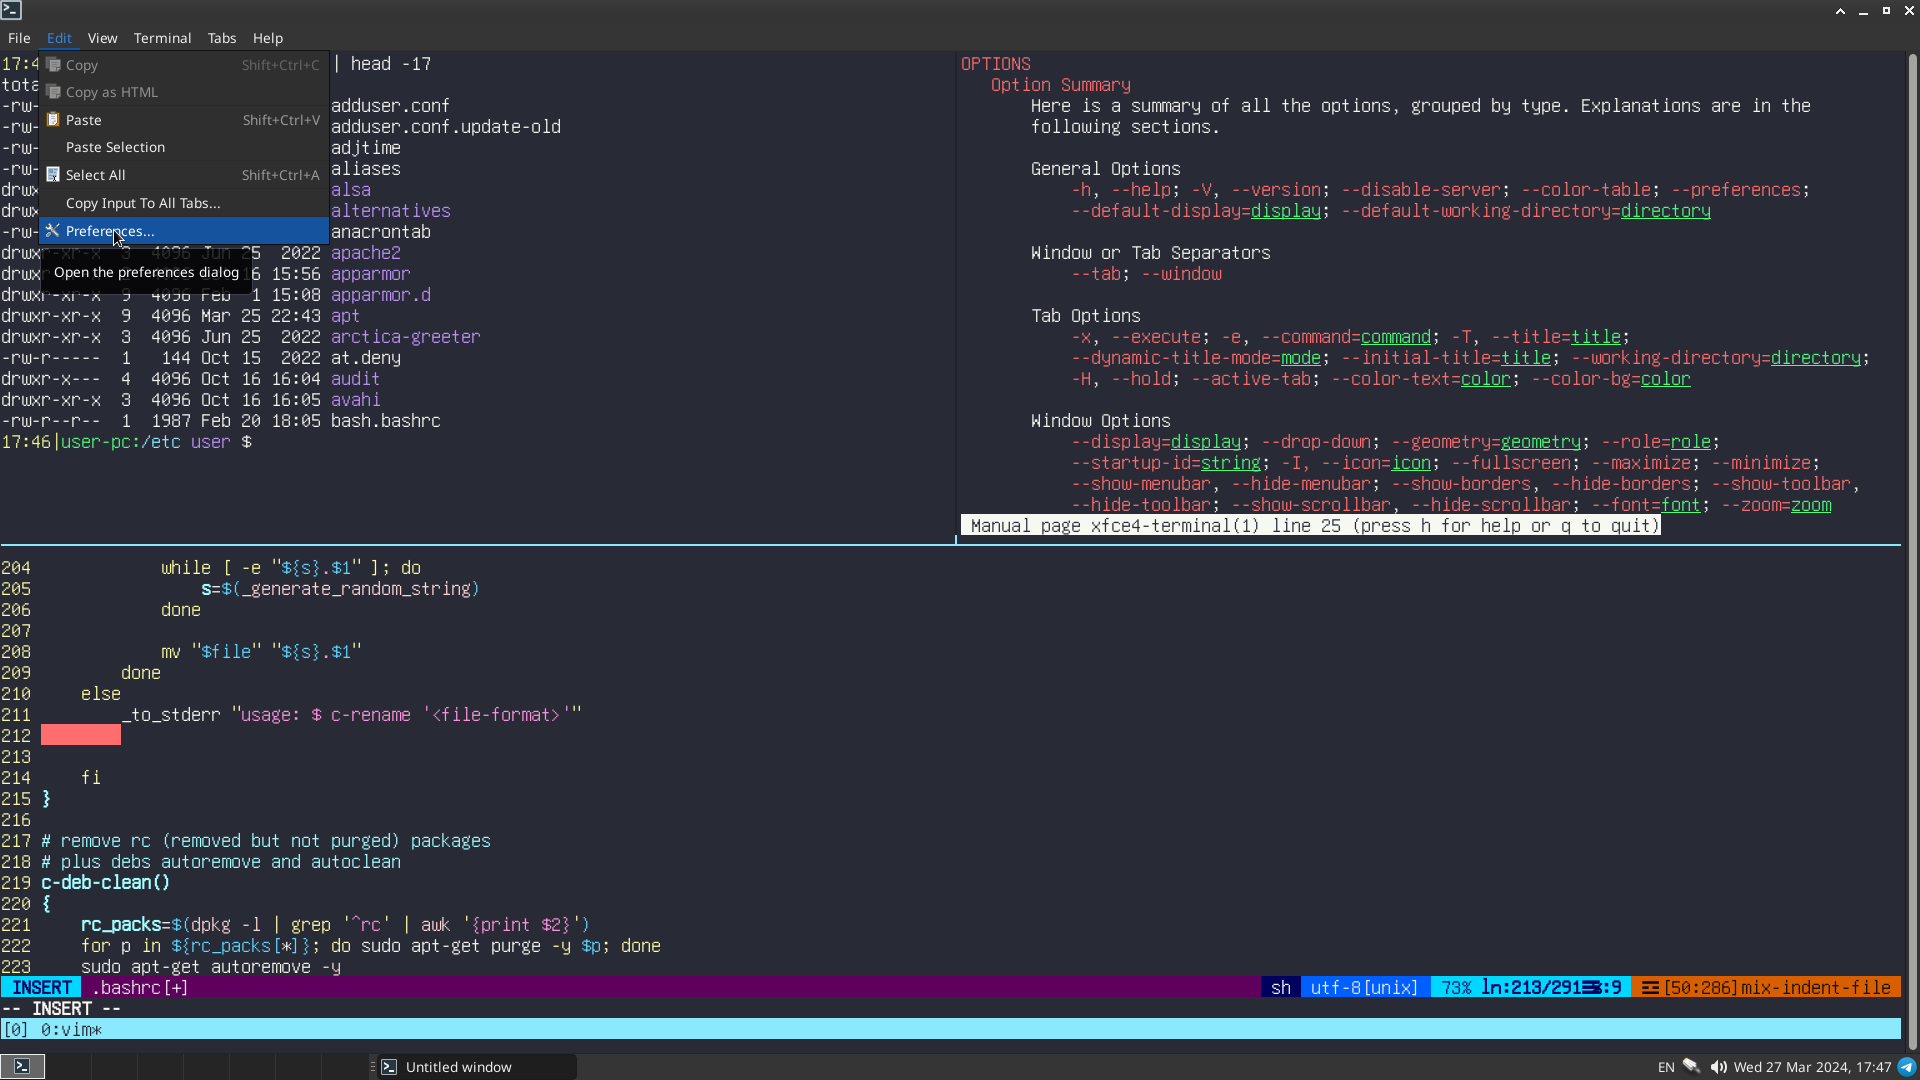 File Edit View Terminal Tabs Help
Copy Shift+Ctrl+C
Copy as HTML
Paste Shift+Ctrl+V
Paste Selection
Select All Shift+Ctrl+A
Copy Input To All Tabs...
Preferences...
Open the preferences dialog
17:4 | head -17
tota
-rw- adduser.conf
-rw- adduser.conf.update-old
-rw- adjtime
-rw- aliases
drwx alsa
drwx alternatives
-rw- anacrontab
drwxr-xr-x 3 4096 Jun 25 2022 apache2
drwx 6 15:56 apparmor
drwxr-xr-x 9 4096 Feb 1 15:08 apparmor.d
drwxr-xr-x 9 4096 Mar 25 22:43 apt
drwxr-xr-x 3 4096 Jun 25 2022 arctica-greeter
-rw-r----- 1 144 Oct 15 2022 at.deny
drwxr-x--- 4 4096 Oct 16 16:04 audit
drwxr-xr-x 3 4096 Oct 16 16:05 avahi
-rw-r--r-- 1 1987 Feb 20 18:05 bash.bashrc
17:46|user-pc:/etc user $
OPTIONS
Option Summary
Here is a summary of all the options, grouped by type. Explanations are in the
following sections.
General Options
-h, --help; -V, --version; --disable-server; --color-table; --preferences;
--default-display=display; --default-working-directory=directory
Window or Tab Separators
--tab; --window
Tab Options
-x, --execute; -e, --command=command; -T, --title=title;
--dynamic-title-mode=mode; --initial-title=title; --working-directory=directory;
-H, --hold; --active-tab; --color-text=color; --color-bg=color
Window Options
--display=display; --drop-down; --geometry=geometry; --role=role;
--startup-id=string; -I, --icon=icon; --fullscreen; --maximize; --minimize;
--show-menubar, --hide-menubar; --show-borders, --hide-borders; --show-toolbar,
--hide-toolbar; --show-scrollbar, --hide-scrollbar; --font=font; --zoom=zoom
Manual page xfce4-terminal(1) line 25 (press h for help or q to quit)
204 while [ -e "${s}.$1" ]; do
205 s=$(_generate_random_string)
206 done
207
208 mv "$file" "${s}.$1"
209 done
210 else
211 _to_stderr "usage: $ c-rename '<file-format>'"
212
213
214 fi
215 }
216
217 # remove rc (removed but not purged) packages
218 # plus debs autoremove and autoclean
219 c-deb-clean()
220 {
221 rc_packs=$(dpkg -l | grep '^rc' | awk '{print $2}')
222 for p in ${rc_packs[*]}; do sudo apt-get purge -y $p; done
223 sudo apt-get autoremove -y
INSERT .bashrc[+] sh utf-8[unix] 73% ln:213/291☰:9 ☲[50:286]mix-indent-file
-- INSERT --
[0] 0:vim*
Untitled window EN Wed 27 Mar 2024, 17:47